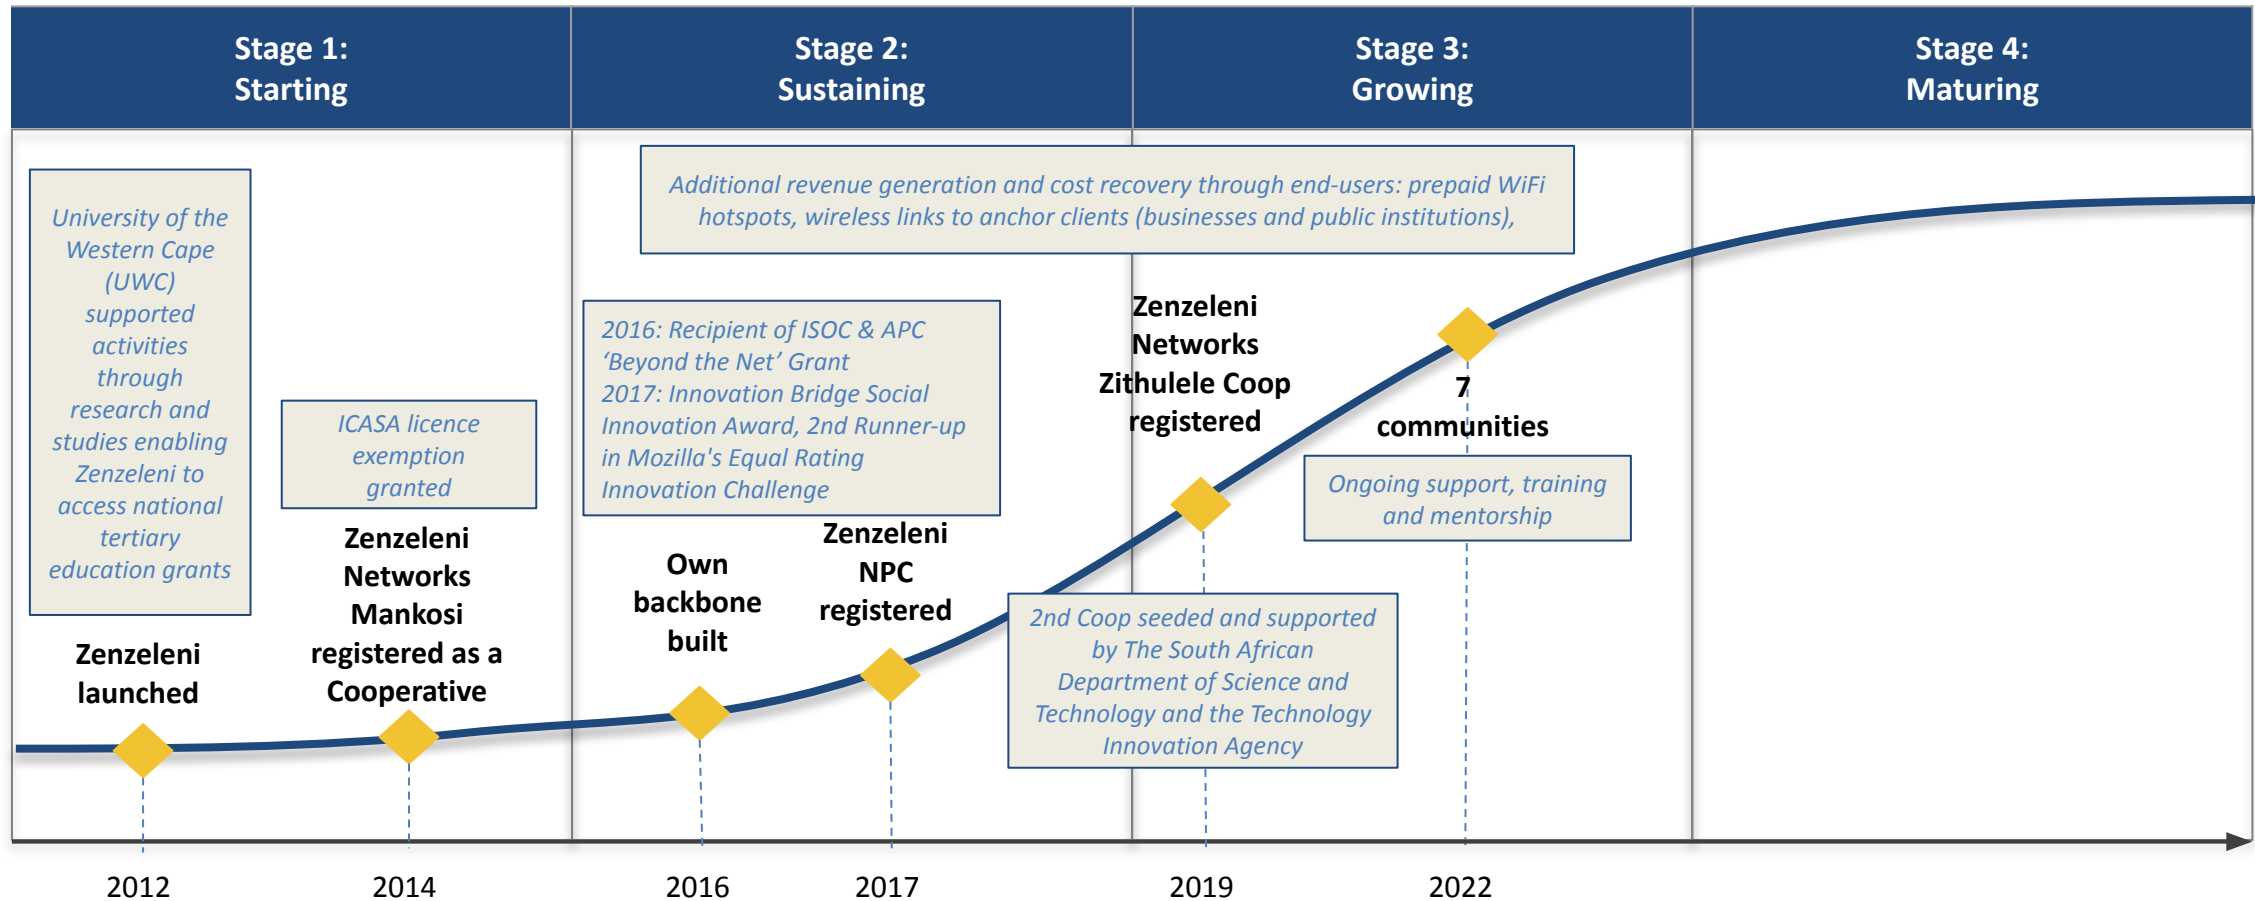 Stage 1:
Starting
Stage 2:
Sustaining
Stage 3:
Growing
Stage 4:
Maturing
University of the
Western Cape
(UWC)
supported
activities
through
research and
studies enabling
Zenzeleni to
access national
tertiary
education grants
Zenzeleni
launched
ICASA licence
exemption
granted
Zenzeleni
Networks
Mankosi
registered as a
Cooperative
Additional revenue generation and cost recovery through end-users: prepaid WiFi
hotspots, wireless links to anchor clients (businesses and public institutions),
2016: Recipient of ISOC & APC
‘Beyond the Net’ Grant
2017: Innovation Bridge Social
Innovation Award, 2nd Runner-up
in Mozilla's Equal Rating
Innovation Challenge
Own
backbone
built
Zenzeleni
NPC
registered
Zenzeleni
Networks
Zithulele Coop
registered
2nd Coop seeded and supported
by The South African
Department of Science and
Technology and the Technology
Innovation Agency
7
communities
Ongoing support, training
and mentorship
2012
2014
2016
2017
2019
2022